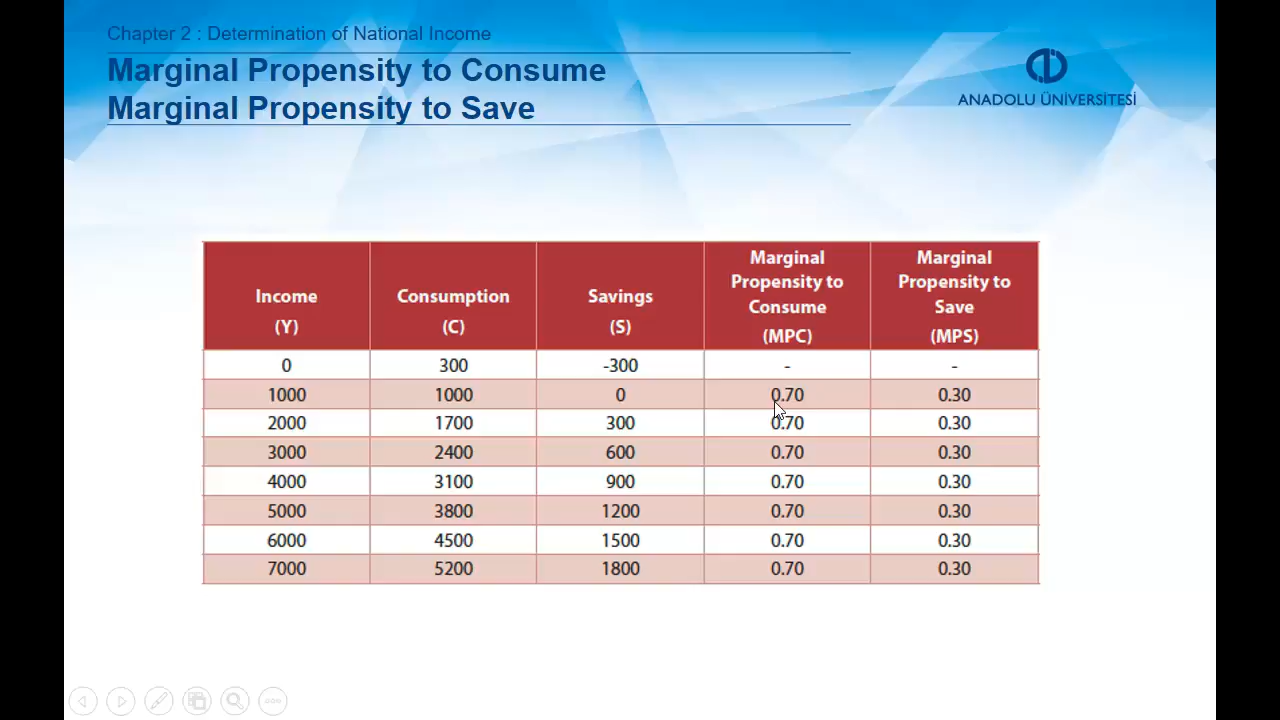 Chapter 2 : Determination of National Income
Marginal Propensity to Consume
Marginal Propensity to Save
ANADOLU ÜNİVERSİTESİ
Income (Y) Consumption (C) Savings (S) Marginal Propensity to Consume (MPC) Marginal Propensity to Save (MPS)
0 300 -300 - -
1000 1000 0 0.70 0.30
2000 1700 300 0.70 0.30
3000 2400 600 0.70 0.30
4000 3100 900 0.70 0.30
5000 3800 1200 0.70 0.30
6000 4500 1500 0.70 0.30
7000 5200 1800 0.70 0.30